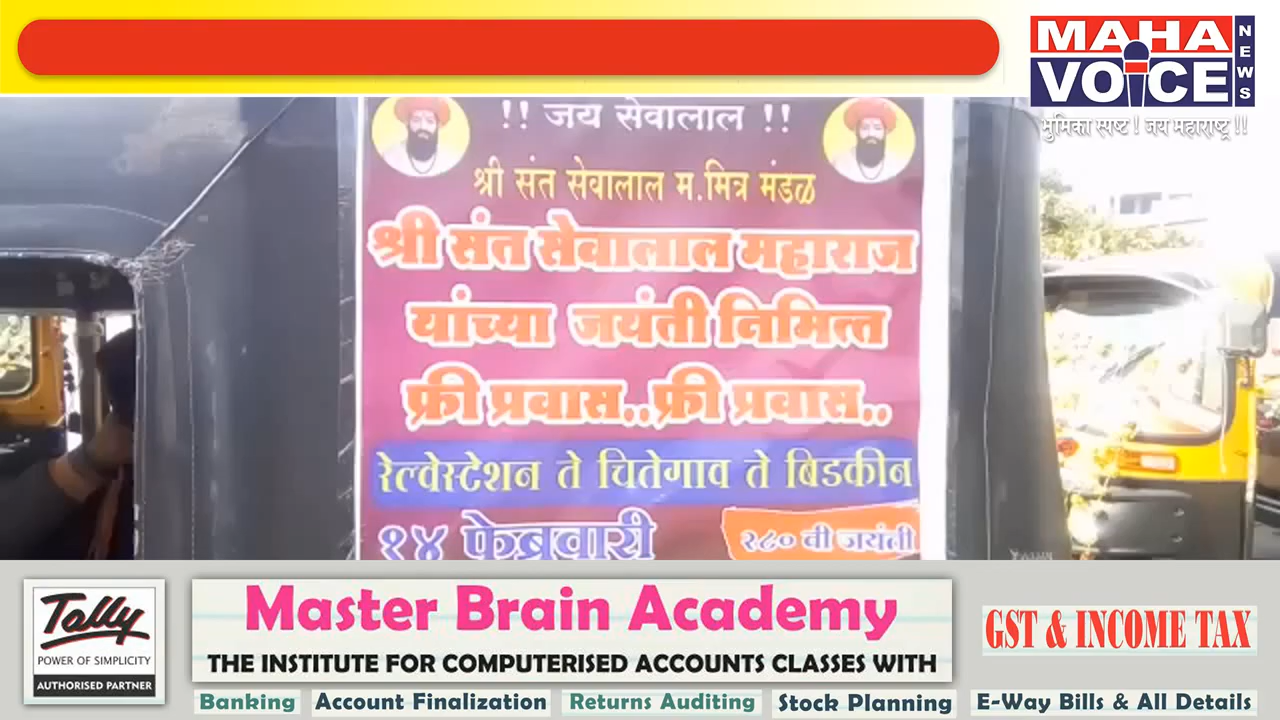 MAHA
VOICE
NEWS
भुमिका स्पष्ट ! जय महाराष्ट्र !!
!! जय सेवालाल !!
श्री संत सेवालाल म.मित्र मंडळ
श्री संत सेवालाल महाराज
यांच्या जयंती निमित्त
फ्री प्रवास..फ्री प्रवास..
रेल्वेस्टेशन ते चितेगाव ते बिडकीन
१४ फेब्रुवारी
२८० वी जयंती
Tally
POWER OF SIMPLICITY
AUTHORISED PARTNER
Master Brain Academy
THE INSTITUTE FOR COMPUTERISED ACCOUNTS CLASSES WITH
GST & INCOME TAX
Banking Account Finalization Returns Auditing Stock Planning E-Way Bills & All Details